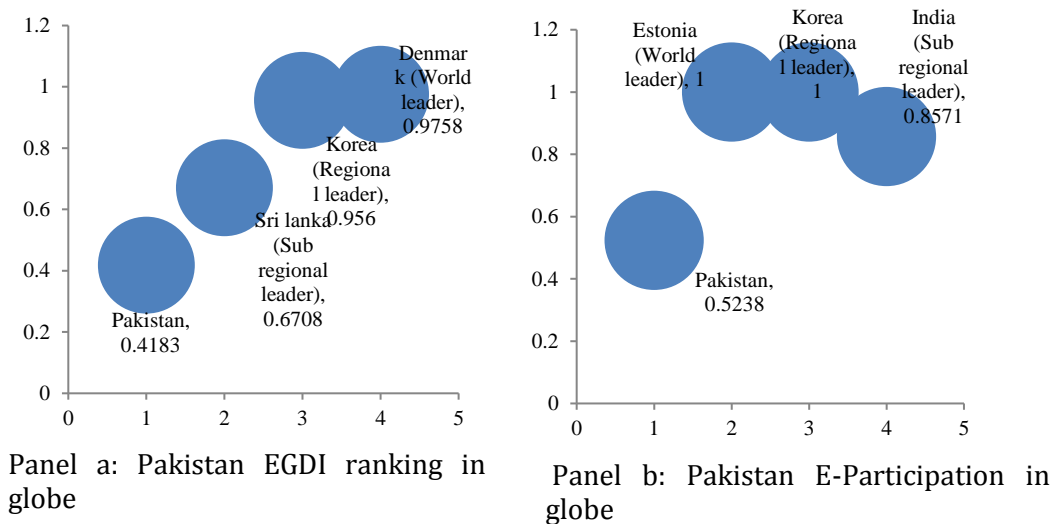 1.2
1
0.8
0.6
0.4
0.2
0
0
1
2
3
4
5
Pakistan,
0.4183
Sri lanka
(Sub
regional
leader),
0.6708
Korea
(Regiona
l leader),
0.956
Denmar
k (World
leader),
0.9758
Panel a: Pakistan EGDI ranking in
globe
1.2
1
0.8
0.6
0.4
0.2
0
0
1
2
3
4
5
Pakistan,
0.5238
Estonia
(World
leader), 1
Korea
(Regiona
l leader),
1
India
(Sub
regional
leader),
0.8571
Panel b: Pakistan E-Participation in
globe